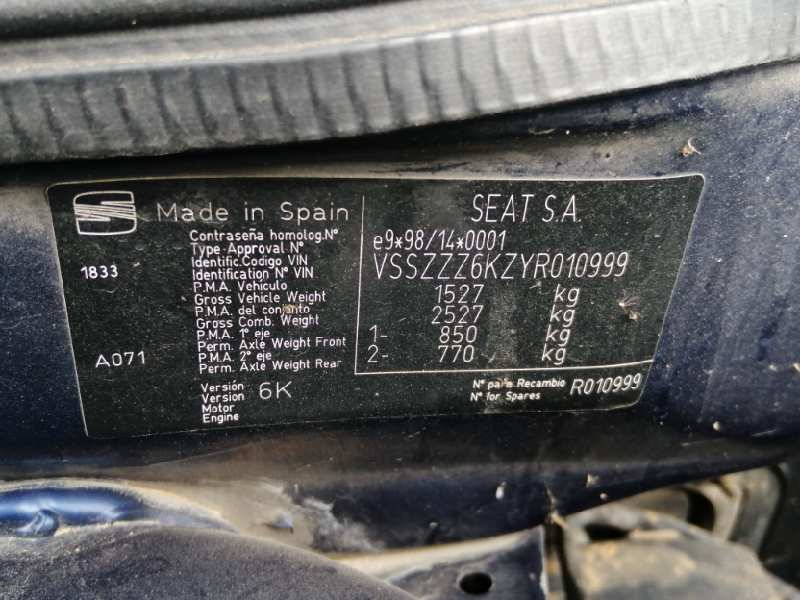 S Made in Spain SEAT S.A.
Contraseña homolog.Nº
Type-Approval Nº e9*98/14*0001
1833 Identific.Código VIN VSSZZZ6KZYR010999
Identification Nº VIN
P.M.A. Vehículo 1527 kg
Gross Vehicle Weight
P.M.A. del conjunto 2527 kg
Gross Comb. Weight
P.M.A. 1º eje 1- 850 kg
Perm. Axle Weight Front
A071 P.M.A. 2º eje 2- 770 kg
Perm. Axle Weight Rear
Versión 6K Nº para Recambio R010999
Version Nº for Spares
Motor
Engine